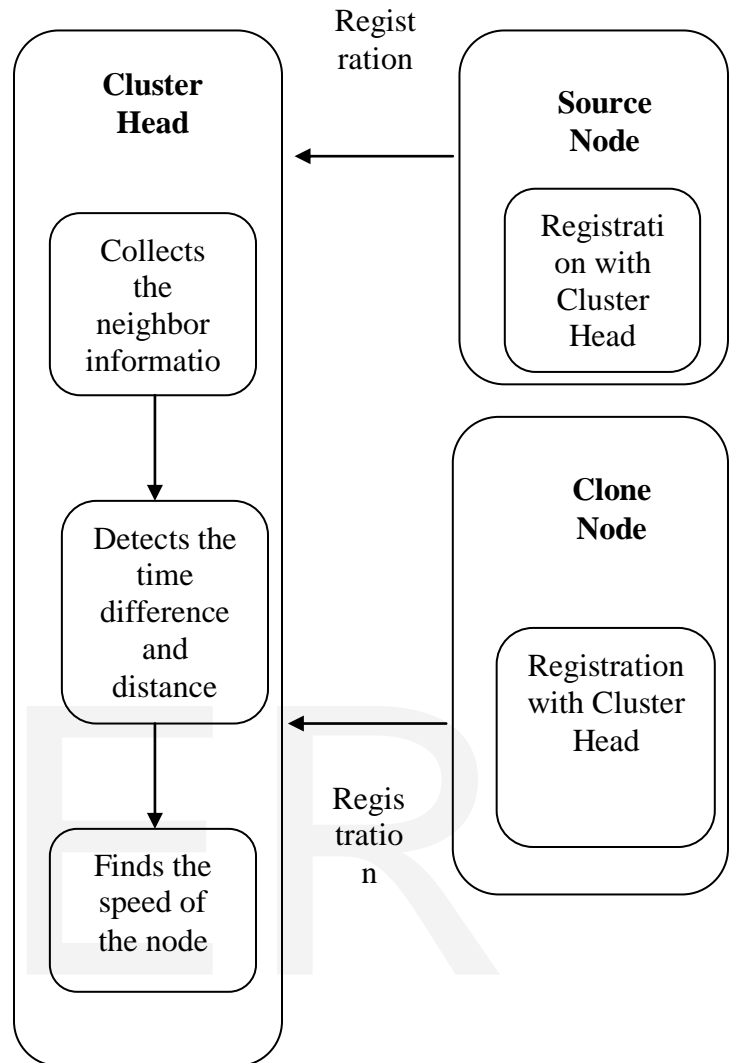 Regist
ration
Cluster
Head
Source
Node
Collects
the
neighbor
informatio
Registrati
on with
Cluster
Head
Detects the
time
difference
and
distance
Clone
Node
Registration
with Cluster
Head
Regis
tratio
n
Finds the
speed of
the node
ER